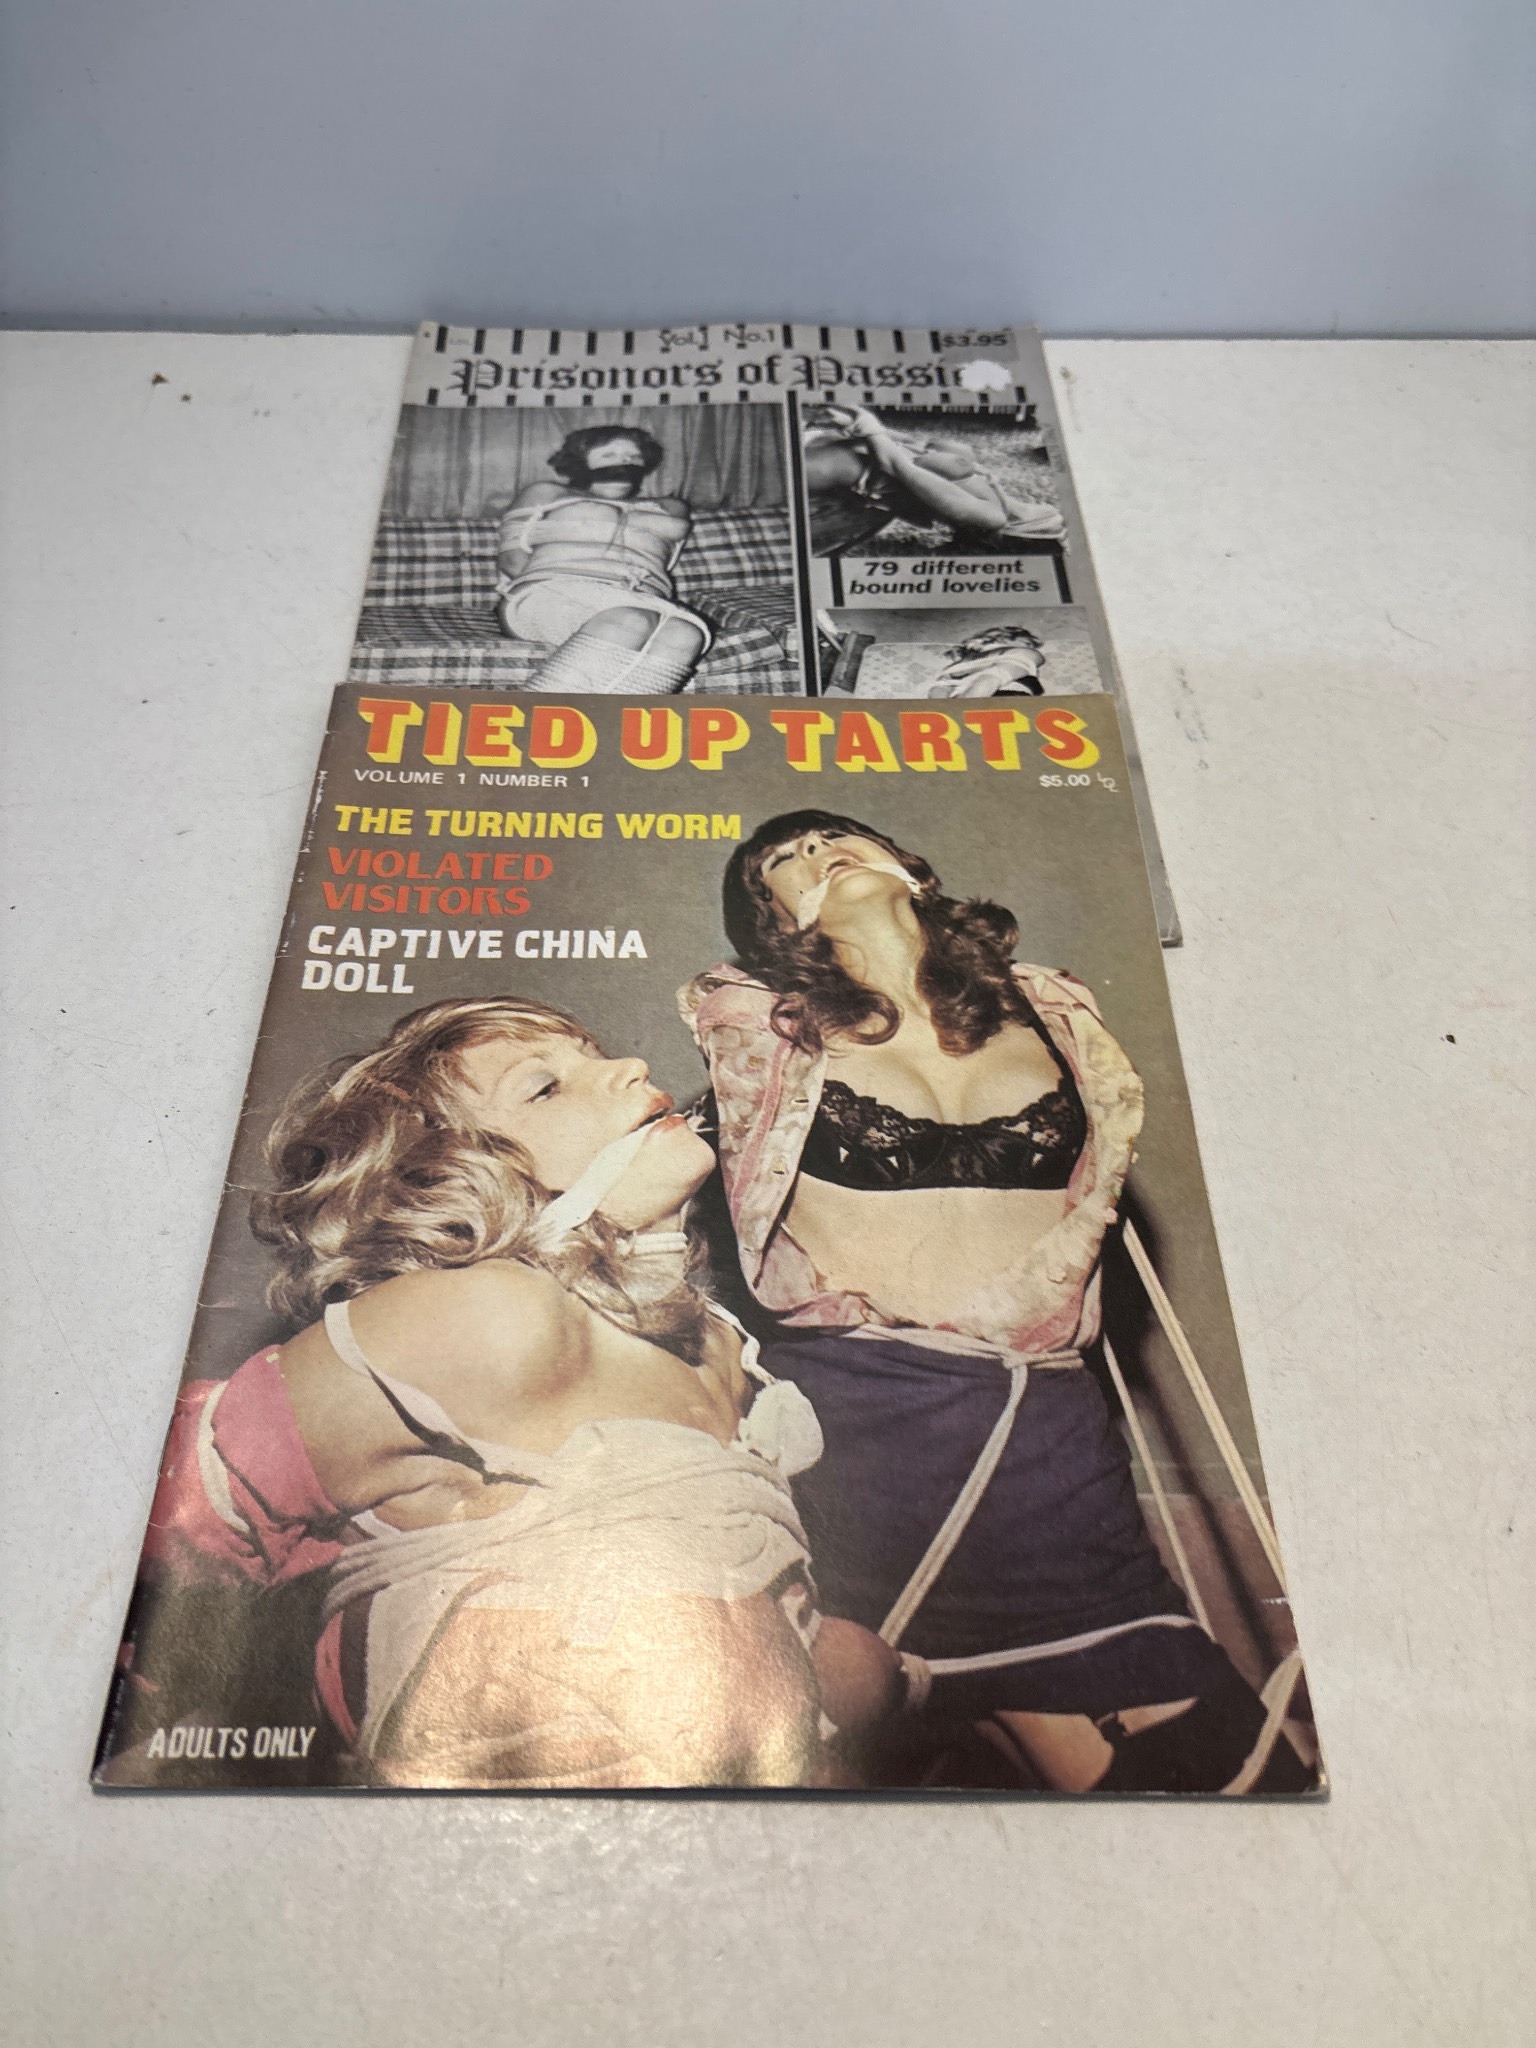 Vol.1 No.1
$3.95
Prisonors of Passi
79 different
bound lovelies
TIED UP TARTS
VOLUME 1 NUMBER 1
$5.00
THE TURNING WORM
VIOLATED
VISITORS
CAPTIVE CHINA
DOLL
ADULTS ONLY